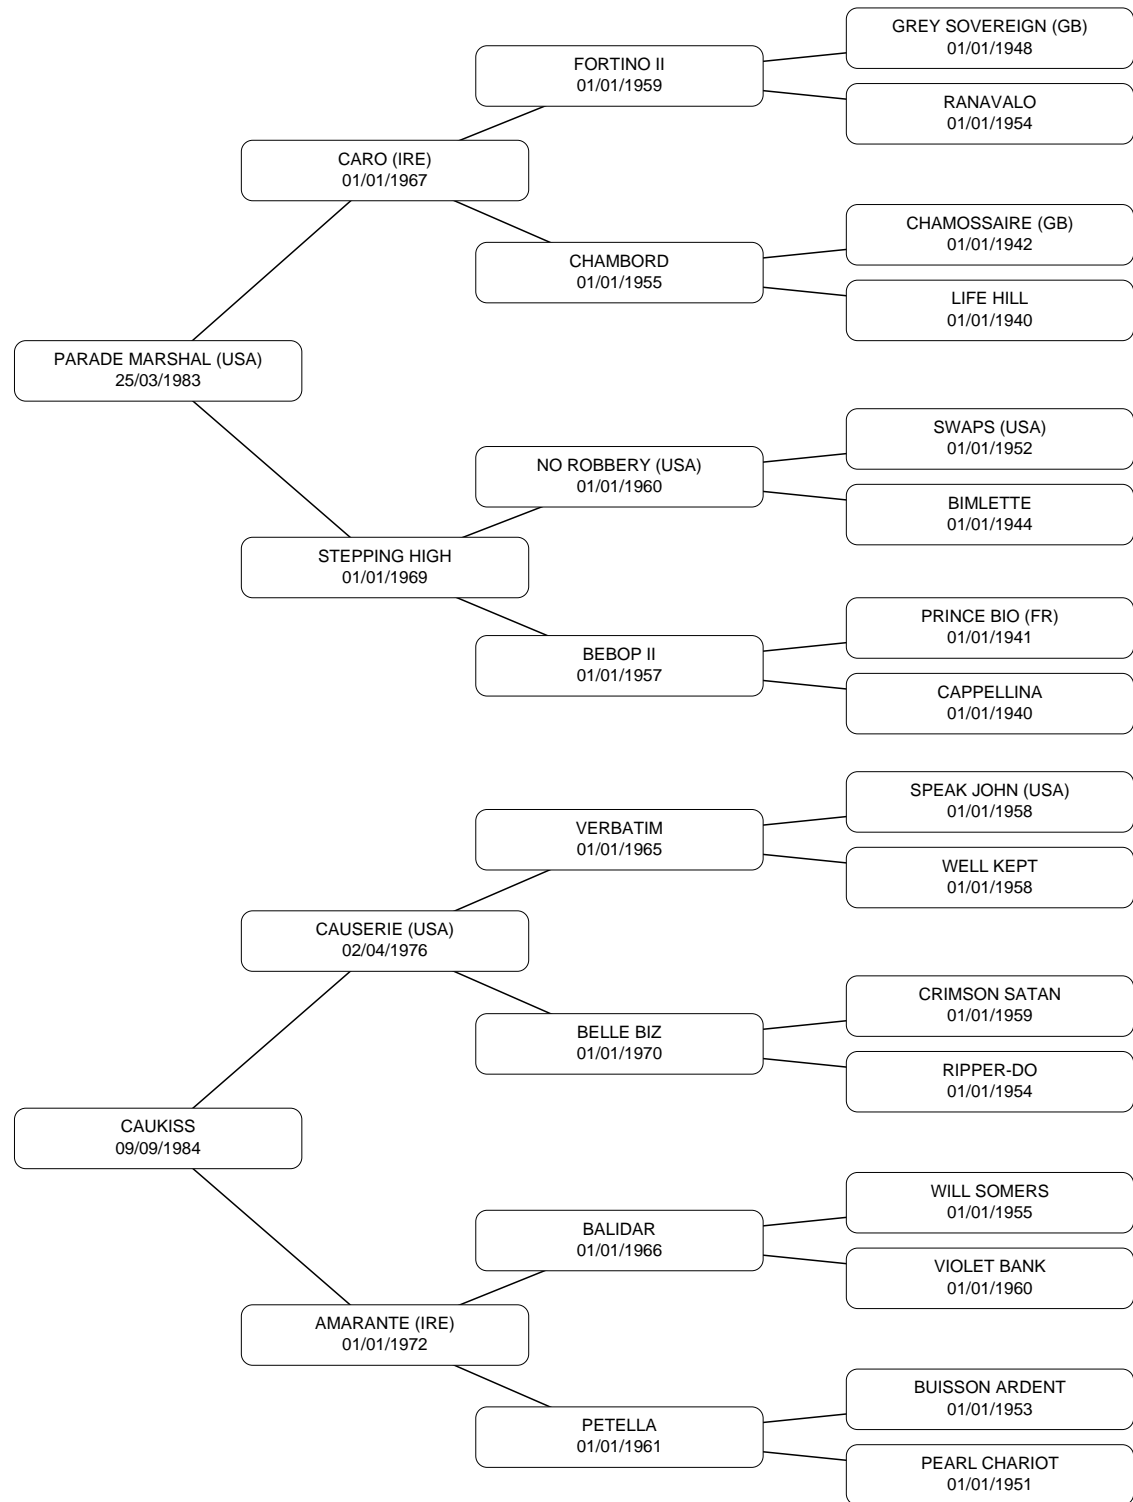 GREY SOVEREIGN (GB)
01/01/1948
FORTINO II
01/01/1959
RANAVALO
01/01/1954
CARO (IRE)
01/01/1967
CHAMOSSAIRE (GB)
01/01/1942
CHAMBORD
01/01/1955
LIFE HILL
01/01/1940
PARADE MARSHAL (USA)
25/03/1983
SWAPS (USA)
01/01/1952
NO ROBBERY (USA)
01/01/1960
BIMLETTE
01/01/1944
STEPPING HIGH
01/01/1969
PRINCE BIO (FR)
01/01/1941
BEBOP II
01/01/1957
CAPPELLINA
01/01/1940
SPEAK JOHN (USA)
01/01/1958
VERBATIM
01/01/1965
WELL KEPT
01/01/1958
CAUSERIE (USA)
02/04/1976
CRIMSON SATAN
01/01/1959
BELLE BIZ
01/01/1970
RIPPER-DO
01/01/1954
CAUKISS
09/09/1984
WILL SOMERS
01/01/1955
BALIDAR
01/01/1966
VIOLET BANK
01/01/1960
AMARANTE (IRE)
01/01/1972
BUISSON ARDENT
01/01/1953
PETELLA
01/01/1961
PEARL CHARIOT
01/01/1951